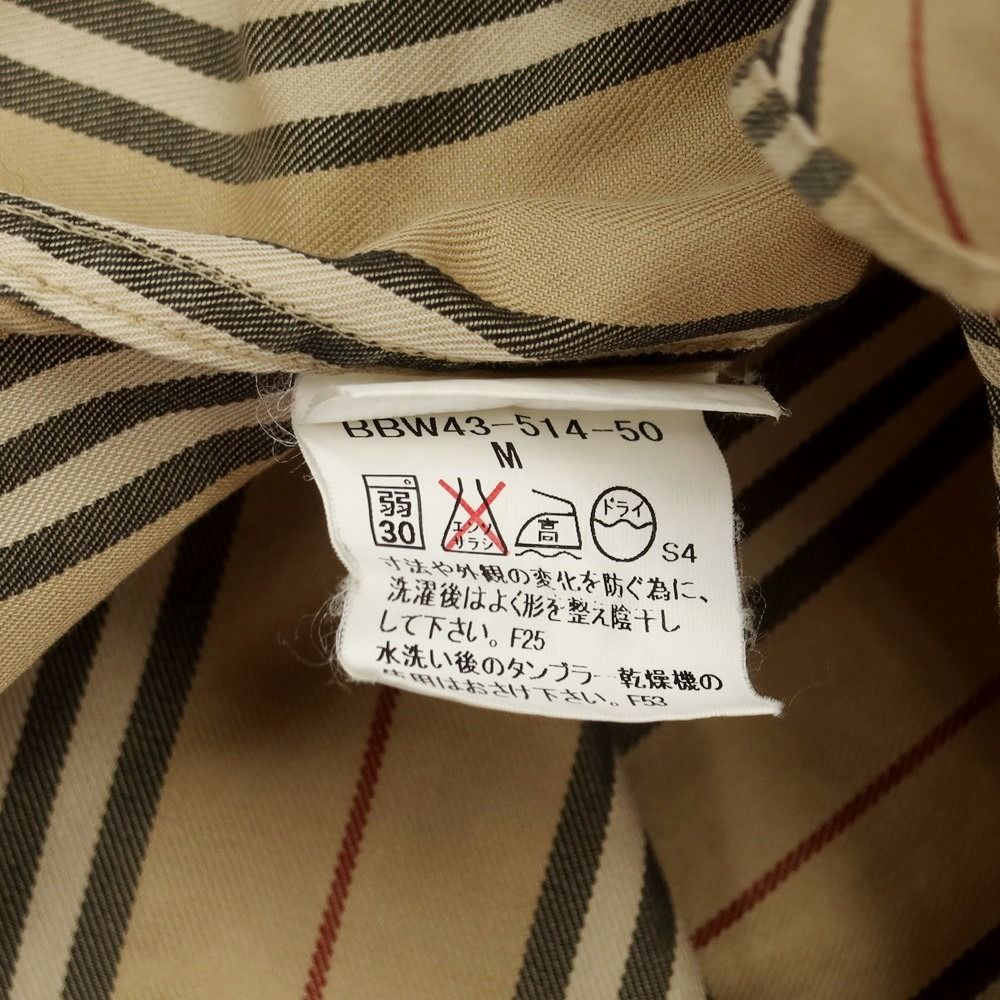 BBW43-514-50
M
弱 30 エンソ サラシ 高 ドライ S4
寸法や外観の変化を防ぐ為に、
洗濯後はよく形を整え陰干し
して下さい。F25
水洗い後のタンブラー乾燥機の
使用はおさけ下さい。F53